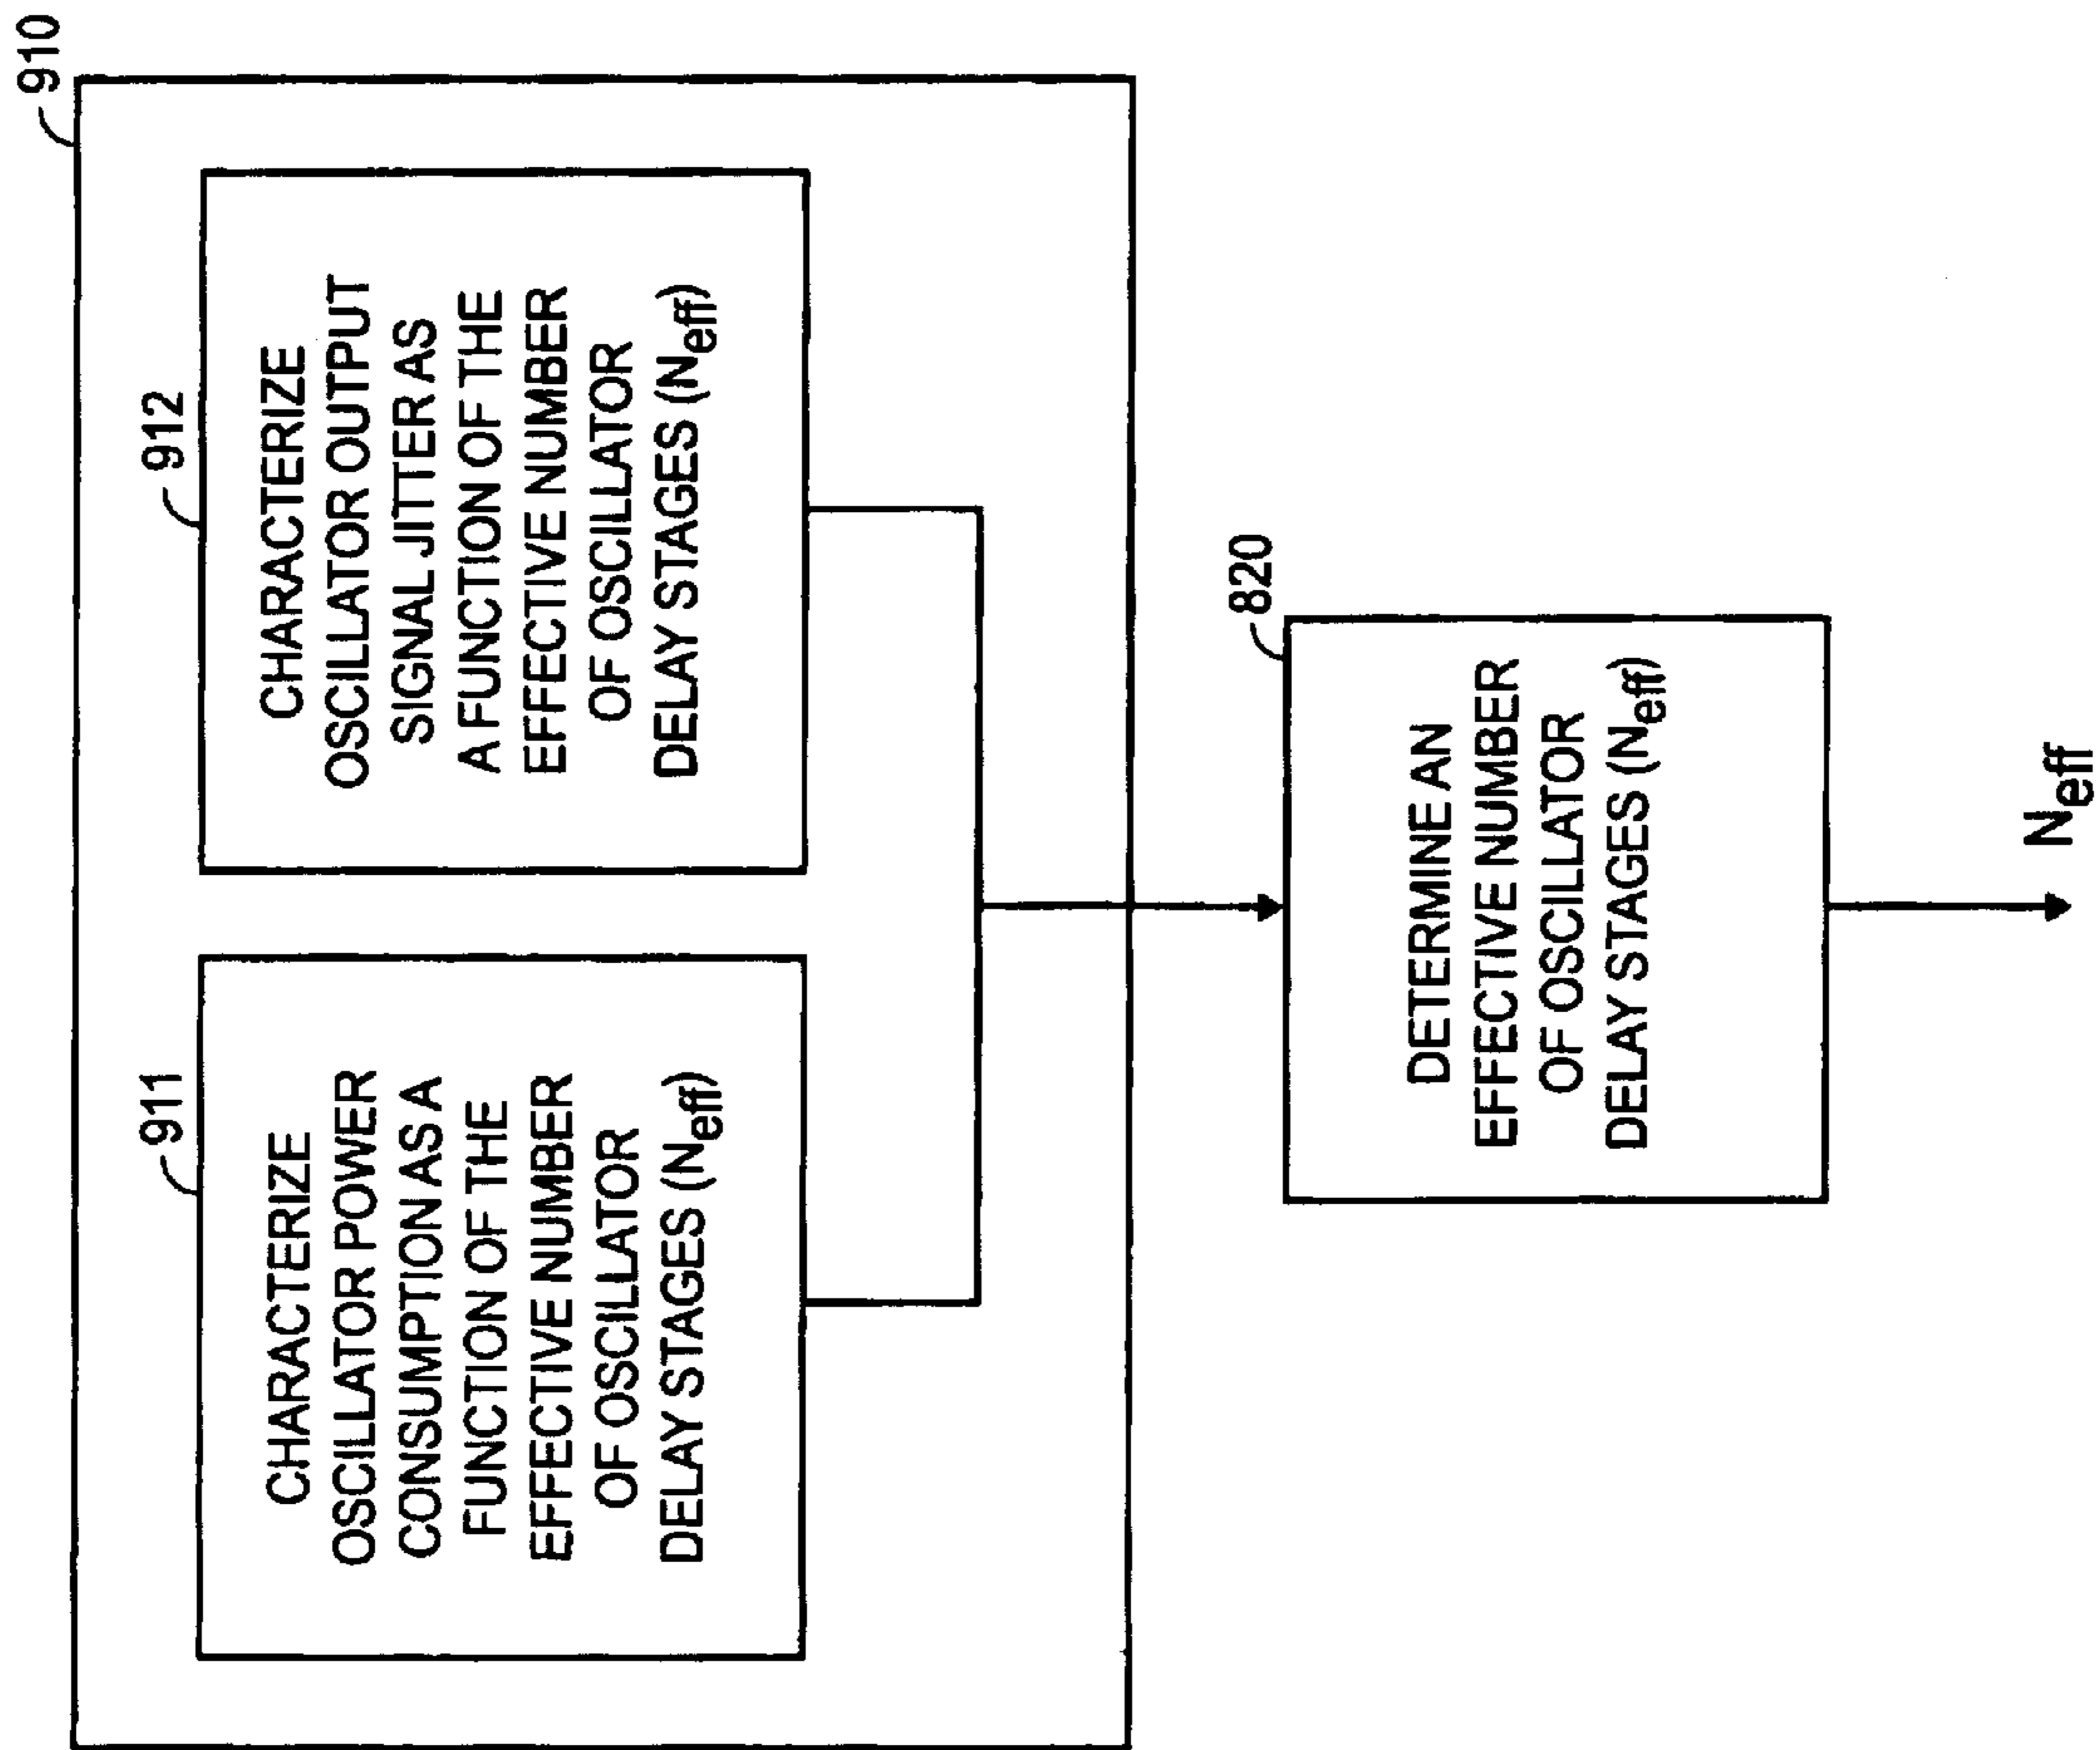 910
911
CHARACTERIZE
OSCILLATOR POWER
CONSUMPTION AS A
FUNCTION OF THE
EFFECTIVE NUMBER
OF OSCILLATOR
DELAY STAGES (Neff)
912
CHARACTERIZE
OSCILLATOR OUTPUT
SIGNAL JITTER AS
A FUNCTION OF THE
EFFECTIVE NUMBER
OF OSCILLATOR
DELAY STAGES (Neff)
820
DETERMINE AN
EFFECTIVE NUMBER
OF OSCILLATOR
DELAY STAGES (Neff)
Neff